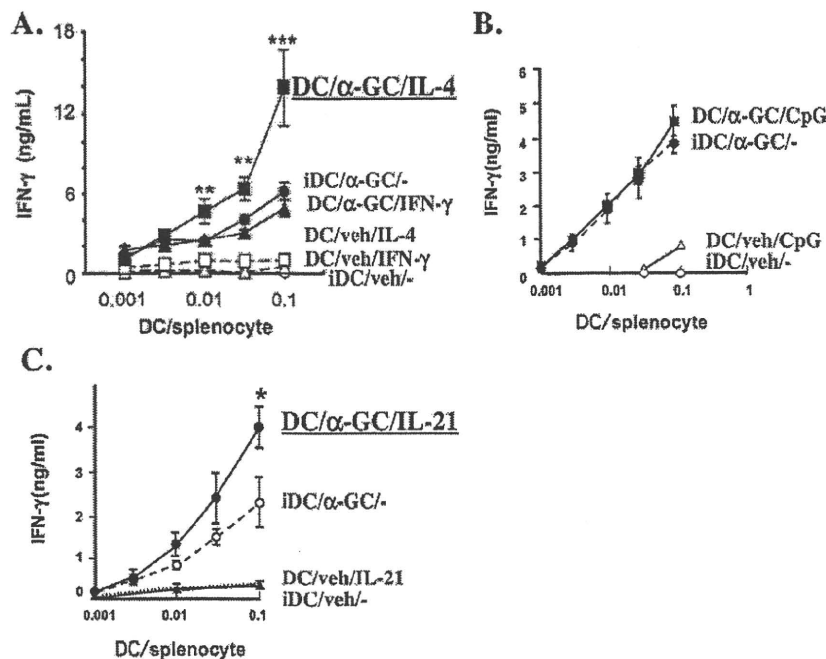 A.
18
14
6
2
0
IFN-γ (ng/mL)
***
**
**
*
DC/α-GC/IL-4
iDC/α-GC/-
DC/α-GC/IFN-γ
DC/veh/IL-4
DC/veh/IFN-γ
iDC/veh/-
0.001
0.01
0.1
DC/splenocyte
B.
6
5
4
3
2
1
0
IFN-γ(ng/ml)
DC/α-GC/CpG
iDC/α-GC/-
DC/veh/CpG
iDC/veh/-
0.001
0.01
0.1
1
DC/splenocyte
C.
4
3
2
1
0
IFN-γ(ng/ml)
*
DC/α-GC/IL-21
iDC/α-GC/-
DC/veh/IL-21
iDC/veh/-
0.001
0.01
0.1
DC/splenocyte